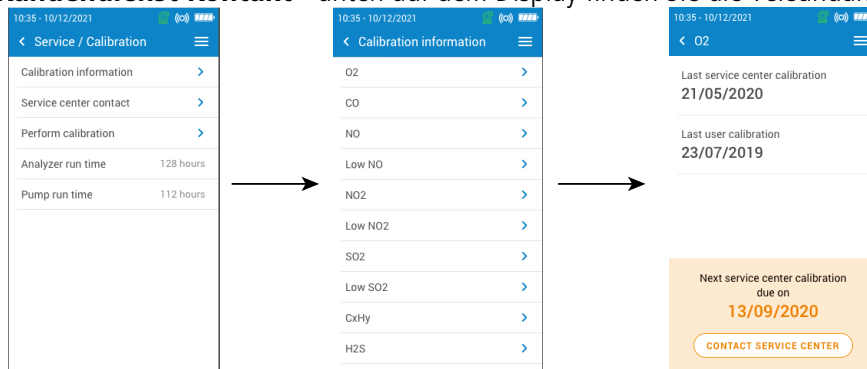 10:35 - 10/12/2021
Service / Calibration
Calibration information
Service center contact
Perform calibration
Analyzer run time 128 hours
Pump run time 112 hours
10:35 - 10/12/2021
Calibration information
O2
CO
NO
Low NO
NO2
Low NO2
SO2
Low SO2
CxHy
H2S
10:35 - 10/12/2021
O2
Last service center calibration
21/05/2020
Last user calibration
23/07/2019
Next service center calibration
due on
13/09/2020
CONTACT SERVICE CENTER